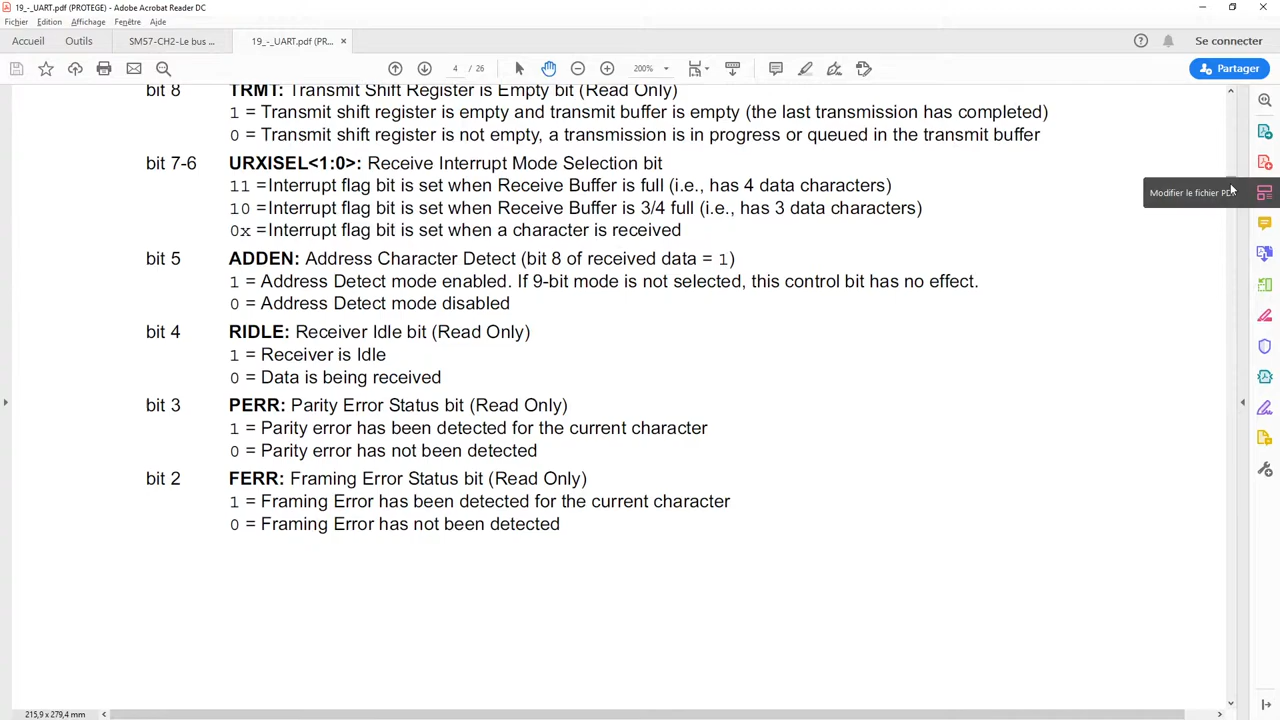 19_-_UART.pdf (PROTEGE) - Adobe Acrobat Reader DC
Fichier Edition Affichage Fenêtre Aide
Accueil Outils SM57-CH2-Le bus ... 19_-_UART.pdf (PR... × Se connecter
4 / 26 200% Partager
bit 8 TRMT: Transmit Shift Register is Empty bit (Read Only)
1 = Transmit shift register is empty and transmit buffer is empty (the last transmission has completed)
0 = Transmit shift register is not empty, a transmission is in progress or queued in the transmit buffer
bit 7-6 URXISEL<1:0>: Receive Interrupt Mode Selection bit
11 =Interrupt flag bit is set when Receive Buffer is full (i.e., has 4 data characters)
10 =Interrupt flag bit is set when Receive Buffer is 3/4 full (i.e., has 3 data characters)
0x =Interrupt flag bit is set when a character is received
Modifier le fichier PD
bit 5 ADDEN: Address Character Detect (bit 8 of received data = 1)
1 = Address Detect mode enabled. If 9-bit mode is not selected, this control bit has no effect.
0 = Address Detect mode disabled
bit 4 RIDLE: Receiver Idle bit (Read Only)
1 = Receiver is Idle
0 = Data is being received
bit 3 PERR: Parity Error Status bit (Read Only)
1 = Parity error has been detected for the current character
0 = Parity error has not been detected
bit 2 FERR: Framing Error Status bit (Read Only)
1 = Framing Error has been detected for the current character
0 = Framing Error has not been detected
215,9 x 279,4 mm